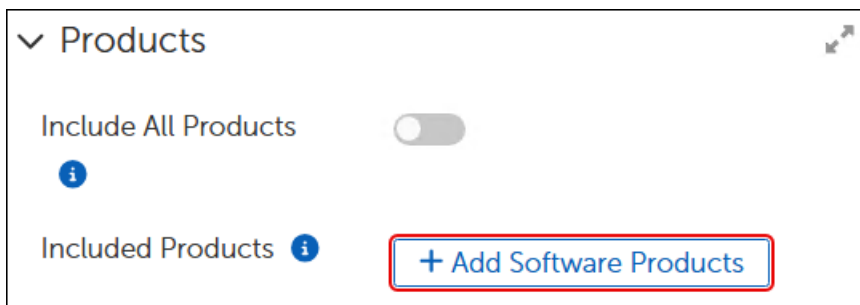 Products
Include All Products
Included Products
+ Add Software Products